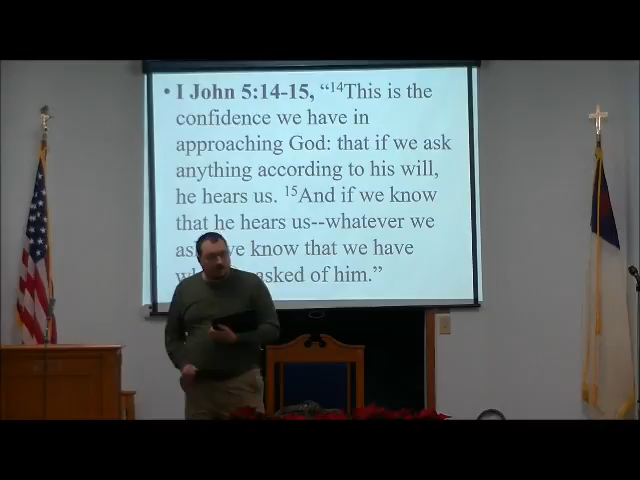 • I John 5:14-15, “¹⁴This is the
confidence we have in
approaching God: that if we ask
anything according to his will,
he hears us. ¹⁵And if we know
that he hears us--whatever we
we know that we have
asked of him.”